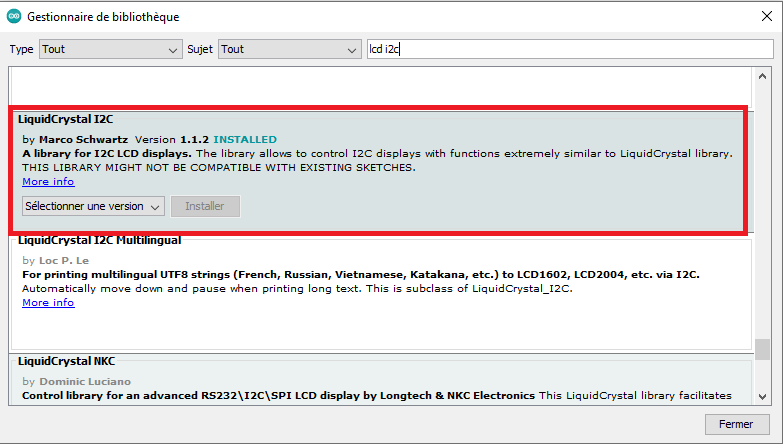 Gestionnaire de bibliothèque
Type Tout Sujet Tout lcd i2c
LiquidCrystal I2C
by Marco Schwartz Version 1.1.2 INSTALLED
A library for I2C LCD displays. The library allows to control I2C displays with functions extremely similar to LiquidCrystal library.
THIS LIBRARY MIGHT NOT BE COMPATIBLE WITH EXISTING SKETCHES.
More info
Sélectionner une version Installer
LiquidCrystal I2C Multilingual
by Loc P. Le
For printing multilingual UTF8 strings (French, Russian, Vietnamese, Katakana, etc.) to LCD1602, LCD2004, etc. via I2C.
Automatically move down and pause when printing long text. This is subclass of LiquidCrystal_I2C.
More info
LiquidCrystal NKC
by Dominic Luciano
Control library for an advanced RS232\I2C\SPI LCD display by Longtech & NKC Electronics This LiquidCrystal library facilitates
Fermer